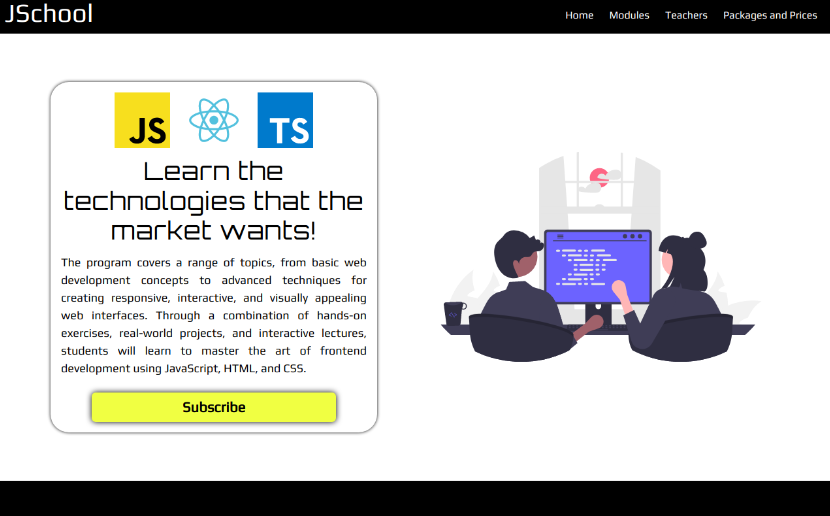 JSchool
Home Modules Teachers Packages and Prices
JS TS
Learn the
technologies that the
market wants!
The program covers a range of topics, from basic web
development concepts to advanced techniques for
creating responsive, interactive, and visually appealing
web interfaces. Through a combination of hands-on
exercises, real-world projects, and interactive lectures,
students will learn to master the art of frontend
development using JavaScript, HTML, and CSS.
Subscribe